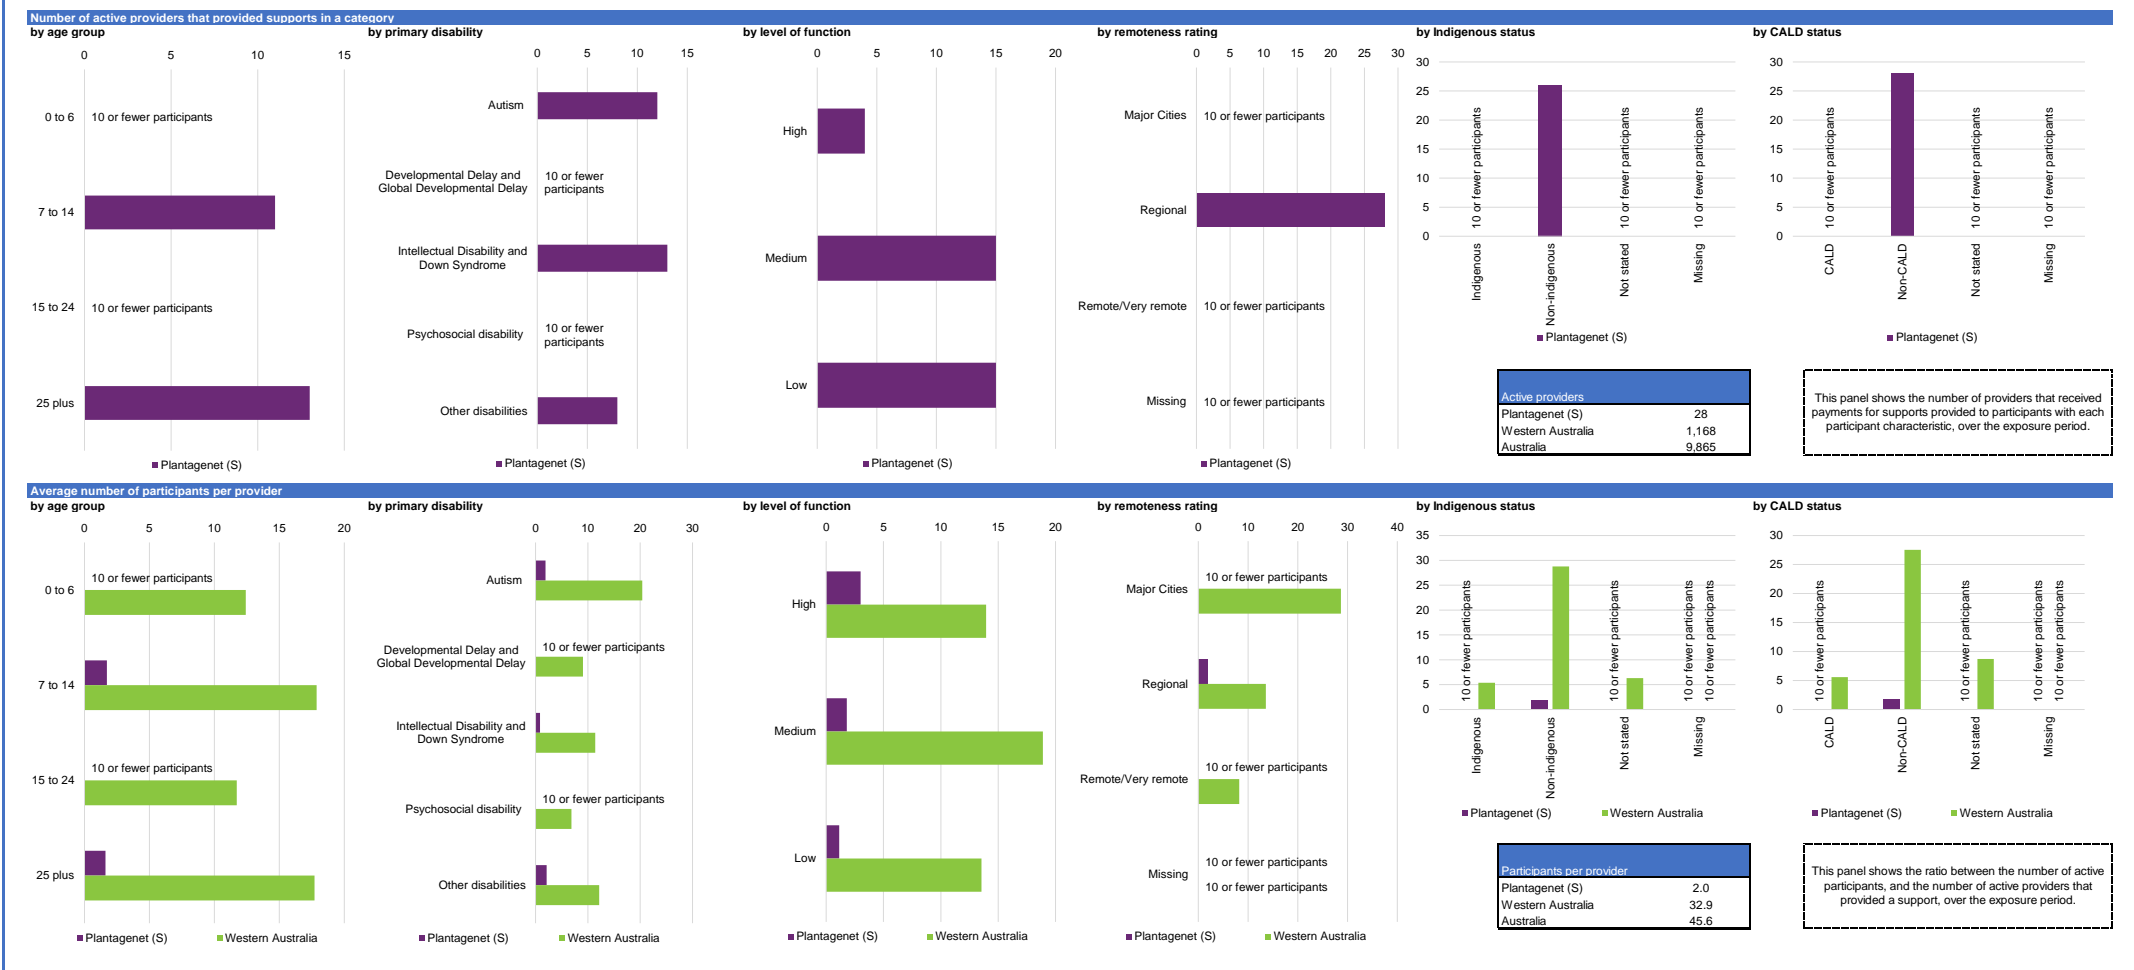 Number of active providers that provided supports in a category
by age group
0 5 10 15
0 to 6
10 or fewer participants
7 to 14
15 to 24
10 or fewer participants
25 plus
Plantagenet (S)
by primary disability
0 5 10 15
Autism
Developmental Delay and
Global Developmental Delay
10 or fewer
participants
Intellectual Disability and
Down Syndrome
Psychosocial disability
10 or fewer
participants
Other disabilities
Plantagenet (S)
by level of function
0 5 10 15 20
High
Medium
Low
Plantagenet (S)
by remoteness rating
0 5 10 15 20 25 30
Major Cities
10 or fewer participants
Regional
Remote/Very remote
10 or fewer participants
Missing
10 or fewer participants
Plantagenet (S)
by Indigenous status
30
25
20
15
10
5
0
10 or fewer participants
10 or fewer participants
10 or fewer participants
Indigenous
Non-indigenous
Not stated
Missing
Plantagenet (S)
by CALD status
30
25
20
15
10
5
0
10 or fewer participants
10 or fewer participants
10 or fewer participants
CALD
Non-CALD
Not stated
Missing
Plantagenet (S)
Active providers
Plantagenet (S) 28
Western Australia 1,168
Australia 9,865
This panel shows the number of providers that received
payments for supports provided to participants with each
participant characteristic, over the exposure period.
Average number of participants per provider
by age group
0 5 10 15 20
0 to 6
10 or fewer participants
7 to 14
15 to 24
10 or fewer participants
25 plus
Plantagenet (S) Western Australia
by primary disability
0 10 20 30
Autism
Developmental Delay and
Global Developmental Delay
10 or fewer participants
Intellectual Disability and
Down Syndrome
Psychosocial disability
10 or fewer participants
Other disabilities
Plantagenet (S) Western Australia
by level of function
0 5 10 15 20
High
Medium
Low
Plantagenet (S) Western Australia
by remoteness rating
0 10 20 30 40
Major Cities
10 or fewer participants
Regional
Remote/Very remote
10 or fewer participants
Missing
10 or fewer participants
10 or fewer participants
Plantagenet (S) Western Australia
by Indigenous status
35
30
25
20
15
10
5
0
10 or fewer participants
10 or fewer participants
10 or fewer participants
10 or fewer participants
Indigenous
Non-indigenous
Not stated
Missing
Plantagenet (S) Western Australia
by CALD status
30
25
20
15
10
5
0
10 or fewer participants
10 or fewer participants
10 or fewer participants
10 or fewer participants
CALD
Non-CALD
Not stated
Missing
Plantagenet (S) Western Australia
Participants per provider
Plantagenet (S) 2.0
Western Australia 32.9
Australia 45.6
This panel shows the ratio between the number of active
participants, and the number of active providers that
provided a support, over the exposure period.